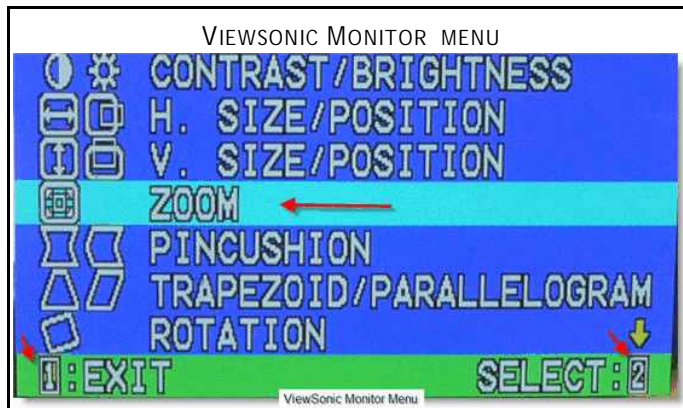 VIEWSONIC MONITOR MENU
CONTRAST/BRIGHTNESS
H. SIZE/POSITION
V. SIZE/POSITION
ZOOM
PINCUSHION
TRAPEZOID/PARALLELOGRAM
ROTATION
1:EXIT SELECT:2
ViewSonic Monitor Menu